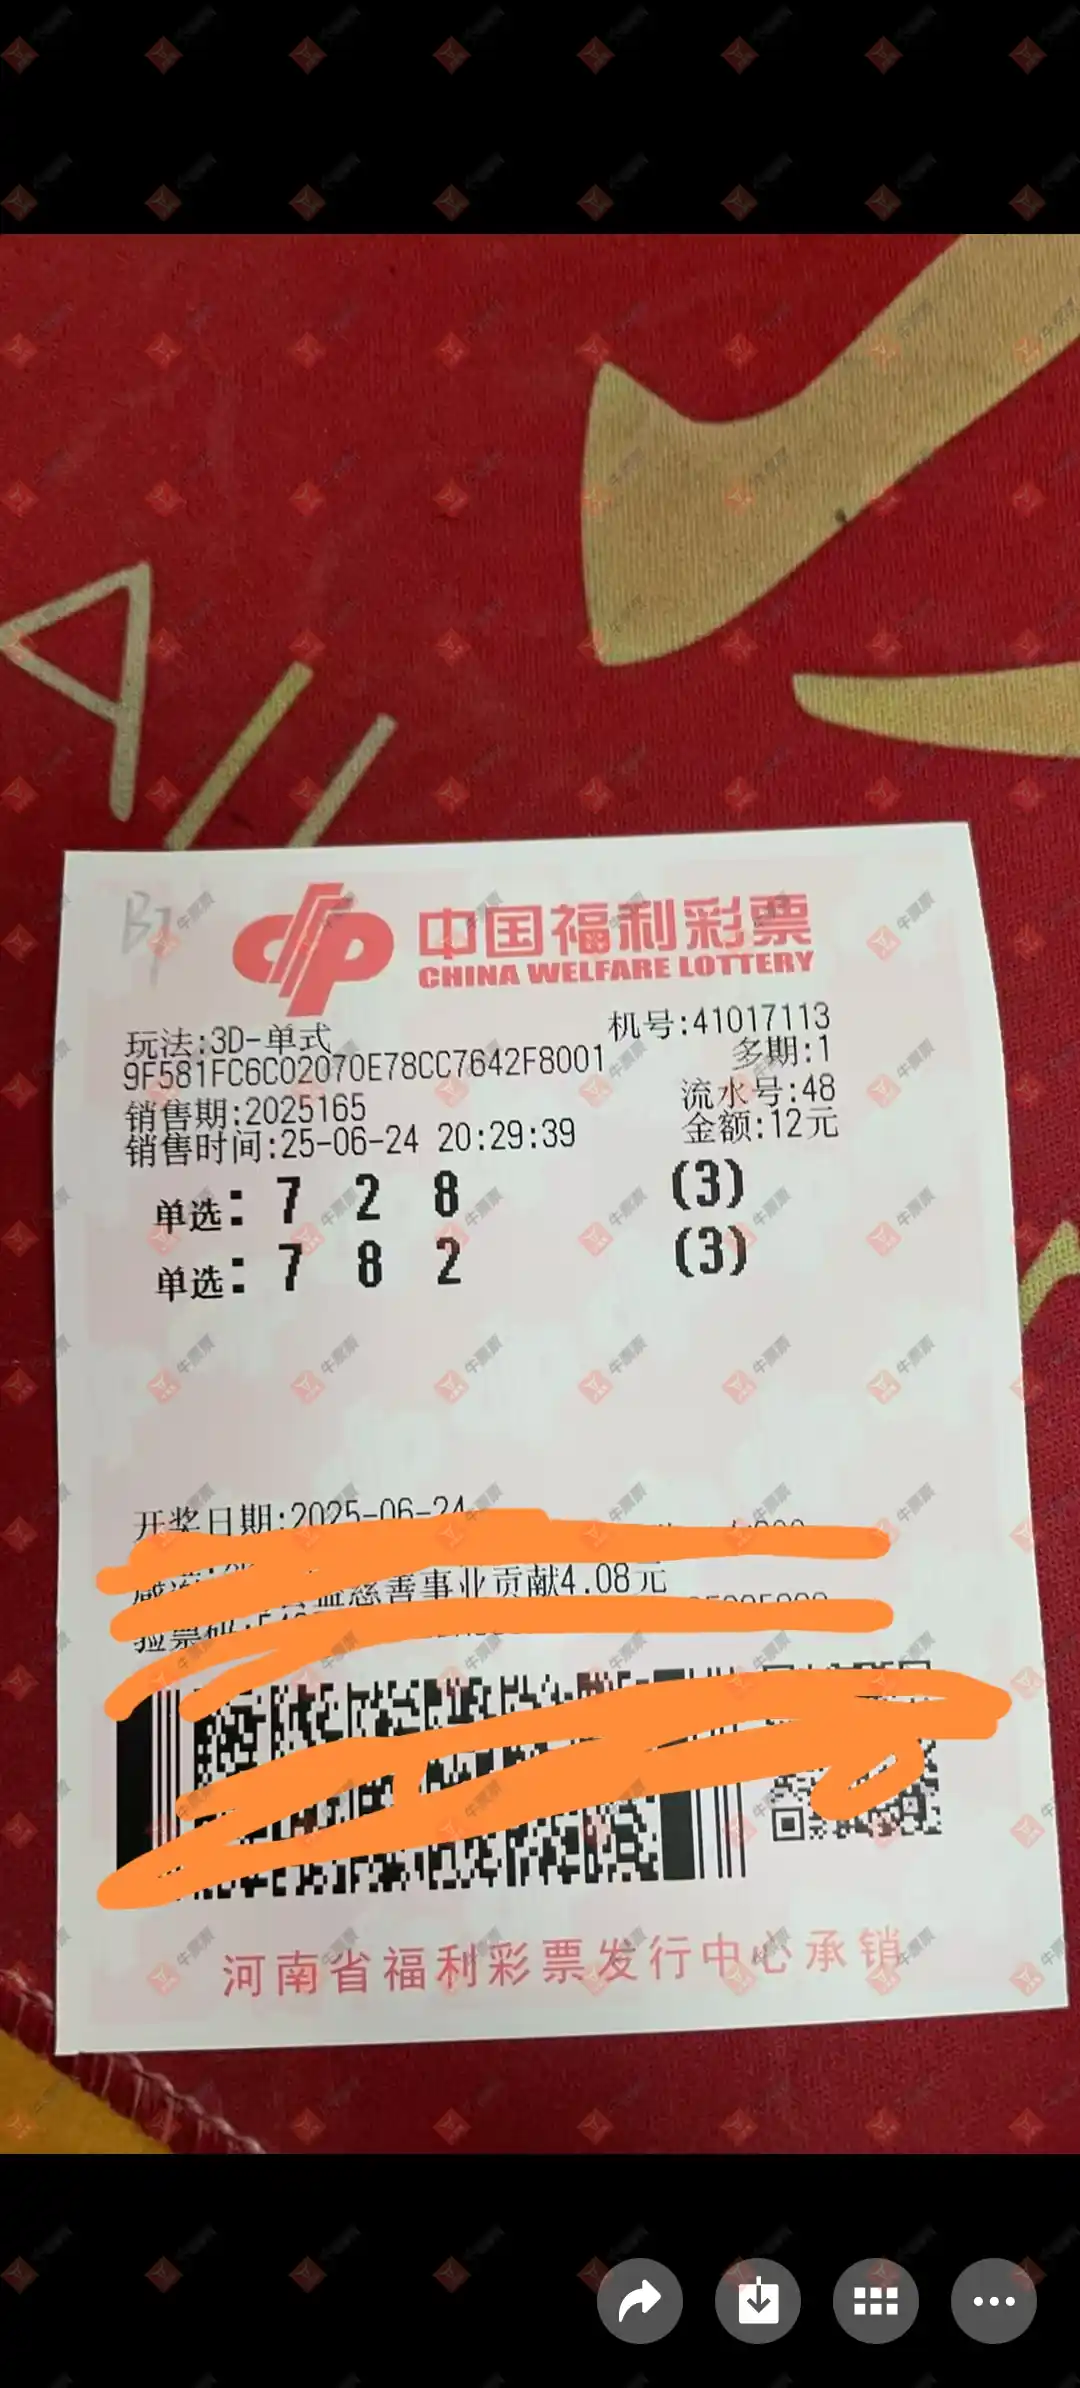 中国福利彩票
CHINA WELFARE LOTTERY
玩法:3D-单式
机号:41017113
9F581FC6C02070E78CC7642F8001
多期:1
销售期:2025165
流水号:48
销售时间:25-06-24 20:29:39
金额:12元
单选: 7 2 8 (3)
单选: 7 8 2 (3)
开奖日期:2025-06-24
慈善事业贡献4.08元
河南省福利彩票发行中心承销
牛票票